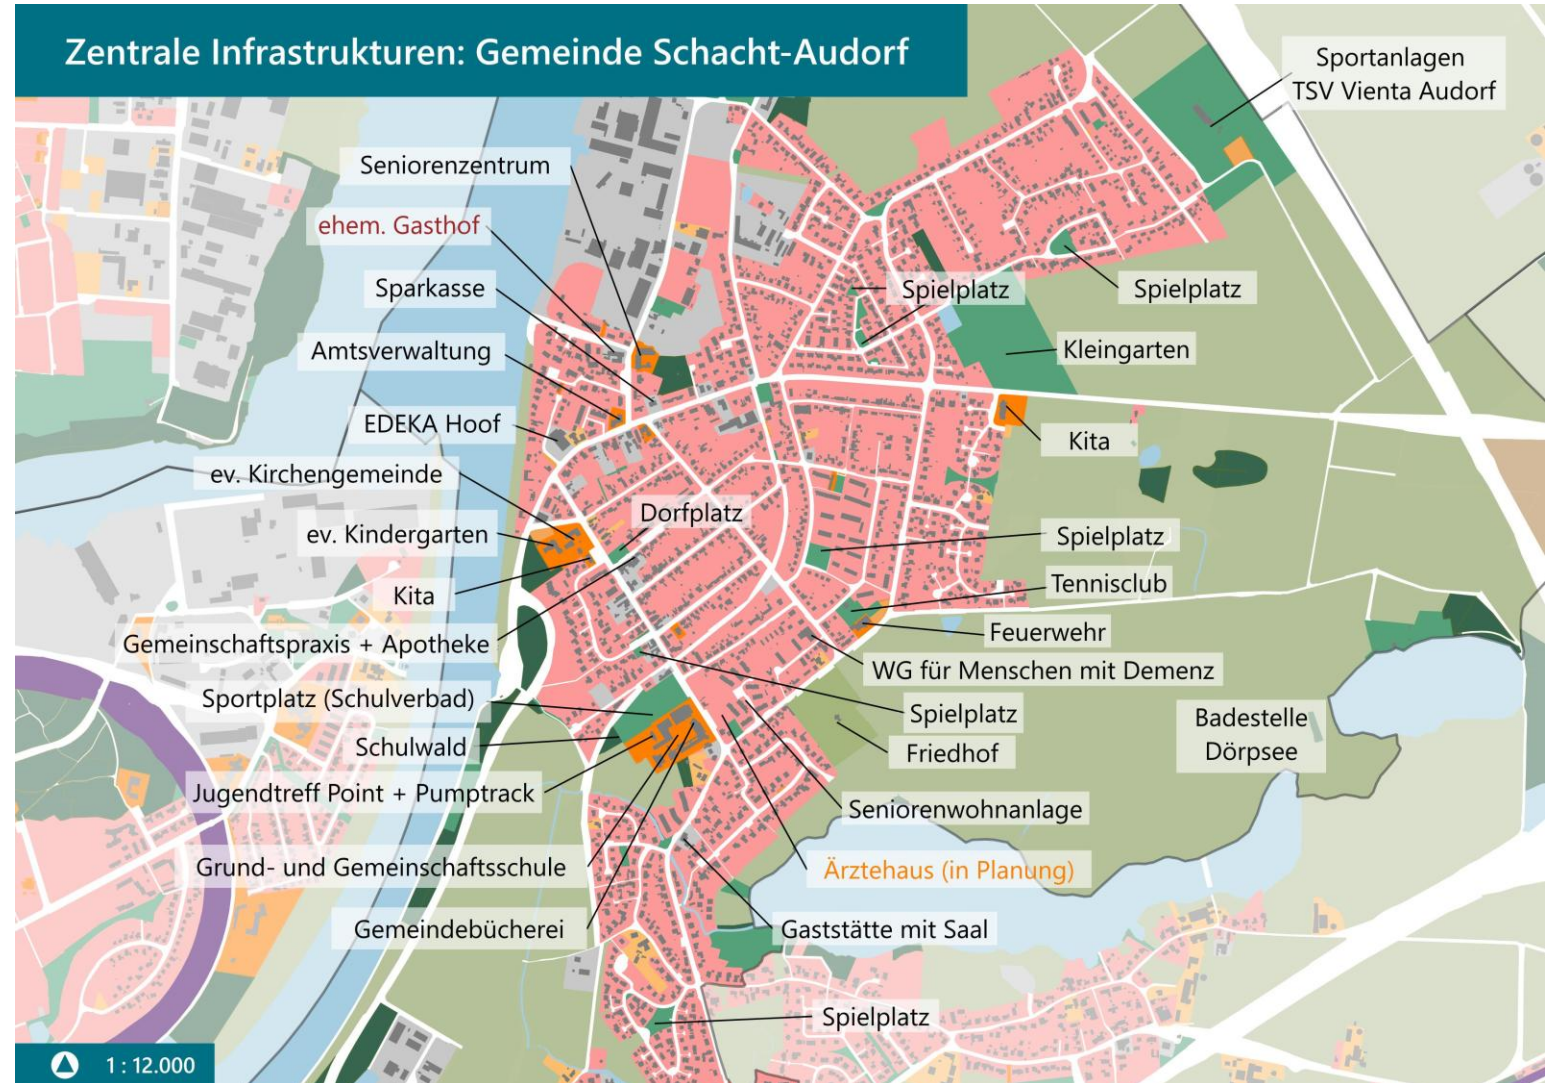 Zentrale Infrastrukturen: Gemeinde Schacht-Audorf
Sportanlagen
TSV Vienta Audorf
Seniorenzentrum
ehem. Gasthof
Sparkasse
Spielplatz
Spielplatz
Amtsverwaltung
Kleingarten
EDEKA Hoof
Kita
ev. Kirchengemeinde
Dorfplatz
ev. Kindergarten
Spielplatz
Kita
Tennisclub
Gemeinschaftspraxis + Apotheke
Feuerwehr
WG für Menschen mit Demenz
Sportplatz (Schulverbad)
Spielplatz
Badestelle
Dörpsee
Schulwald
Friedhof
Jugendtreff Point + Pumptrack
Seniorenwohnanlage
Grund- und Gemeinschaftsschule
Ärztehaus (in Planung)
Gemeindebücherei
Gaststätte mit Saal
Spielplatz
1 : 12.000